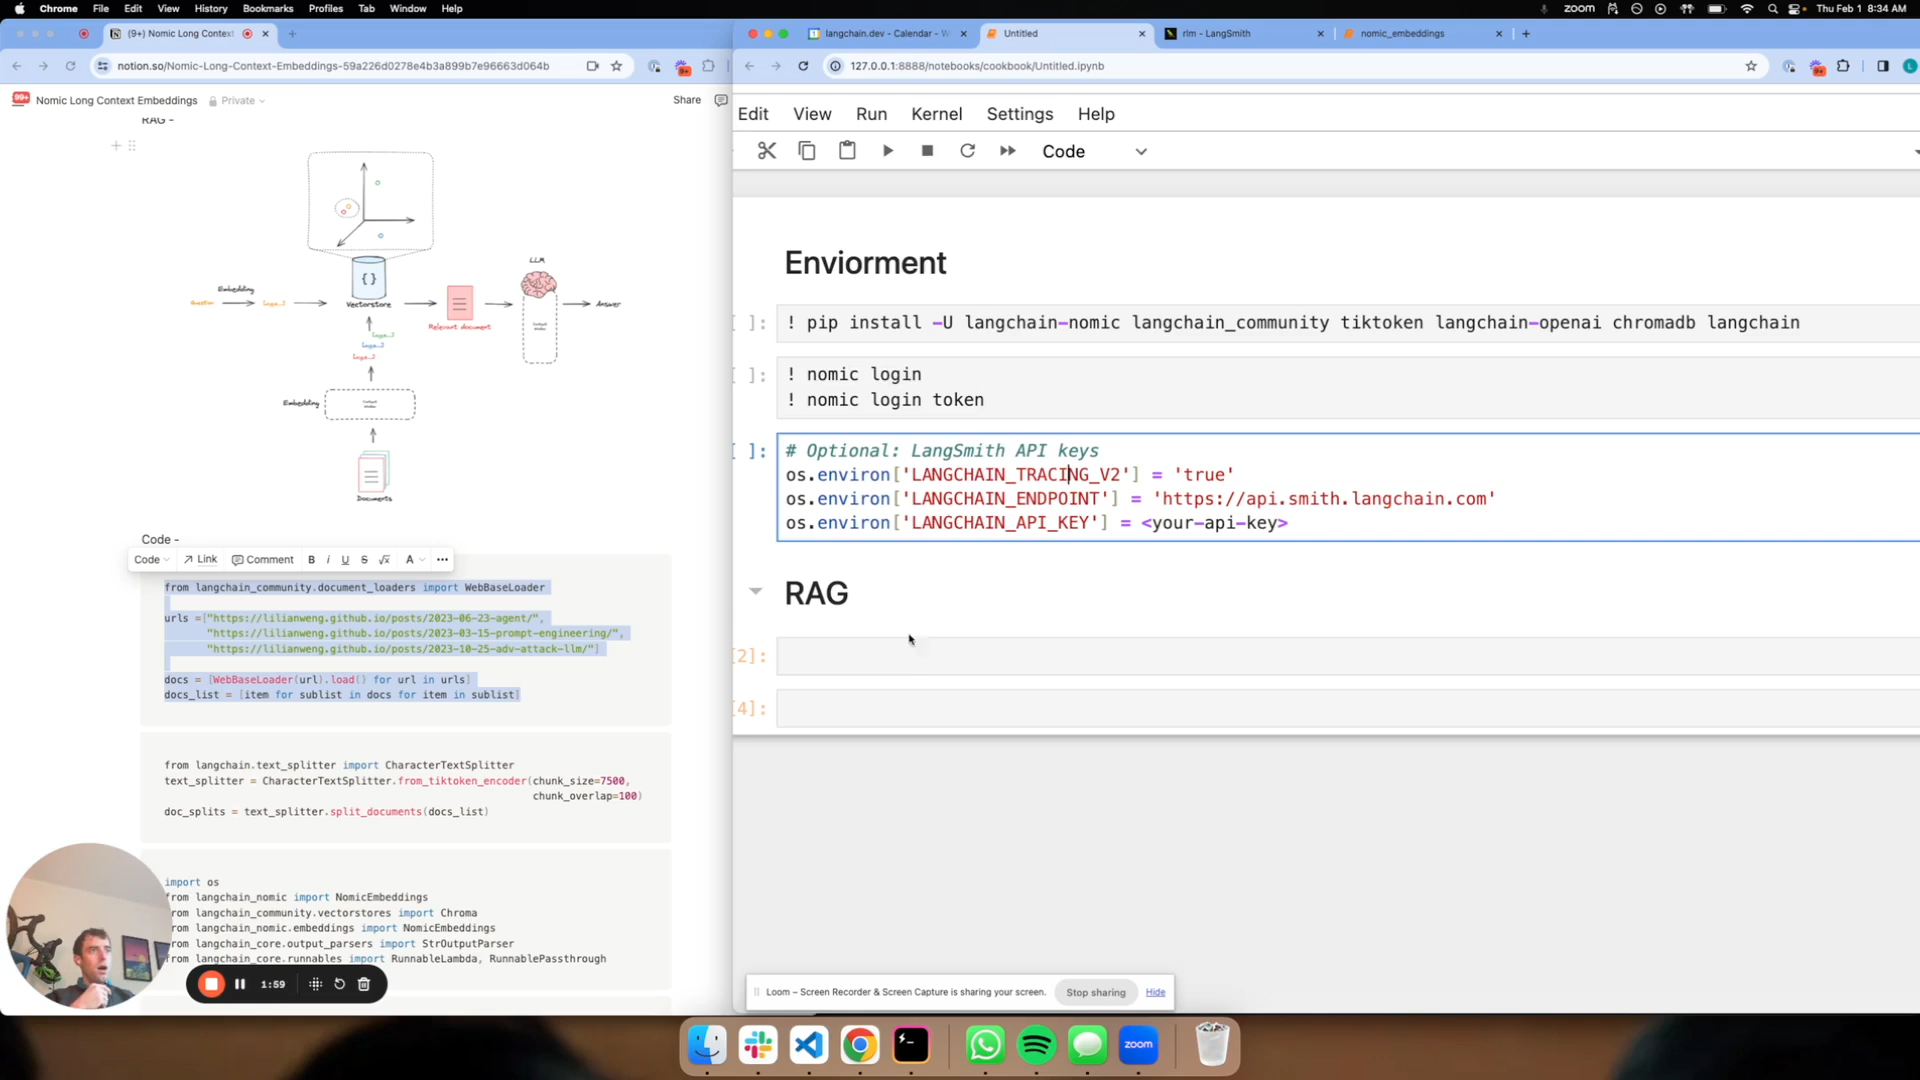 Chrome File Edit View History Bookmarks Profiles Tab Window Help
zoom
Thu Feb 1 8:34 AM
(9+) Nomic Long Context
notion.so/Nomic-Long-Context-Embeddings-59a226d0278e4b3a899b7e96663d064b
9+
99+
Nomic Long Context Embeddings
Private
Share
RAG -
LLM
Embedding
Question
Vectorstore
Relevant document
Answer
Context
Window
Embedding
Context
Window
Documents
Code -
Code
Link
Comment
B i U S √x A
from langchain_community.document_loaders import WebBaseLoader
urls =["https://lilianweng.github.io/posts/2023-06-23-agent/",
"https://lilianweng.github.io/posts/2023-03-15-prompt-engineering/",
"https://lilianweng.github.io/posts/2023-10-25-adv-attack-llm/"]
docs = [WebBaseLoader(url).load() for url in urls]
docs_list = [item for sublist in docs for item in sublist]
from langchain.text_splitter import CharacterTextSplitter
text_splitter = CharacterTextSplitter.from_tiktoken_encoder(chunk_size=7500,
chunk_overlap=100)
doc_splits = text_splitter.split_documents(docs_list)
import os
from langchain_nomic import NomicEmbeddings
from langchain_community.vectorstores import Chroma
from langchain_nomic.embeddings import NomicEmbeddings
from langchain_core.output_parsers import StrOutputParser
from langchain_core.runnables import RunnableLambda, RunnablePassthrough
1:59
langchain.dev - Calendar - W
Untitled
rlm - LangSmith
nomic_embeddings
127.0.0.1:8888/notebooks/cookbook/Untitled.ipynb
9+
L
Edit View Run Kernel Settings Help
Code
Enviorment
[ ]: ! pip install -U langchain-nomic langchain_community tiktoken langchain-openai chromadb langchain
[ ]: ! nomic login
! nomic login token
[ ]: # Optional: LangSmith API keys
os.environ['LANGCHAIN_TRACING_V2'] = 'true'
os.environ['LANGCHAIN_ENDPOINT'] = 'https://api.smith.langchain.com'
os.environ['LANGCHAIN_API_KEY'] = <your-api-key>
RAG
[2]:
[4]:
Loom – Screen Recorder & Screen Capture is sharing your screen.
Stop sharing
Hide
zoom